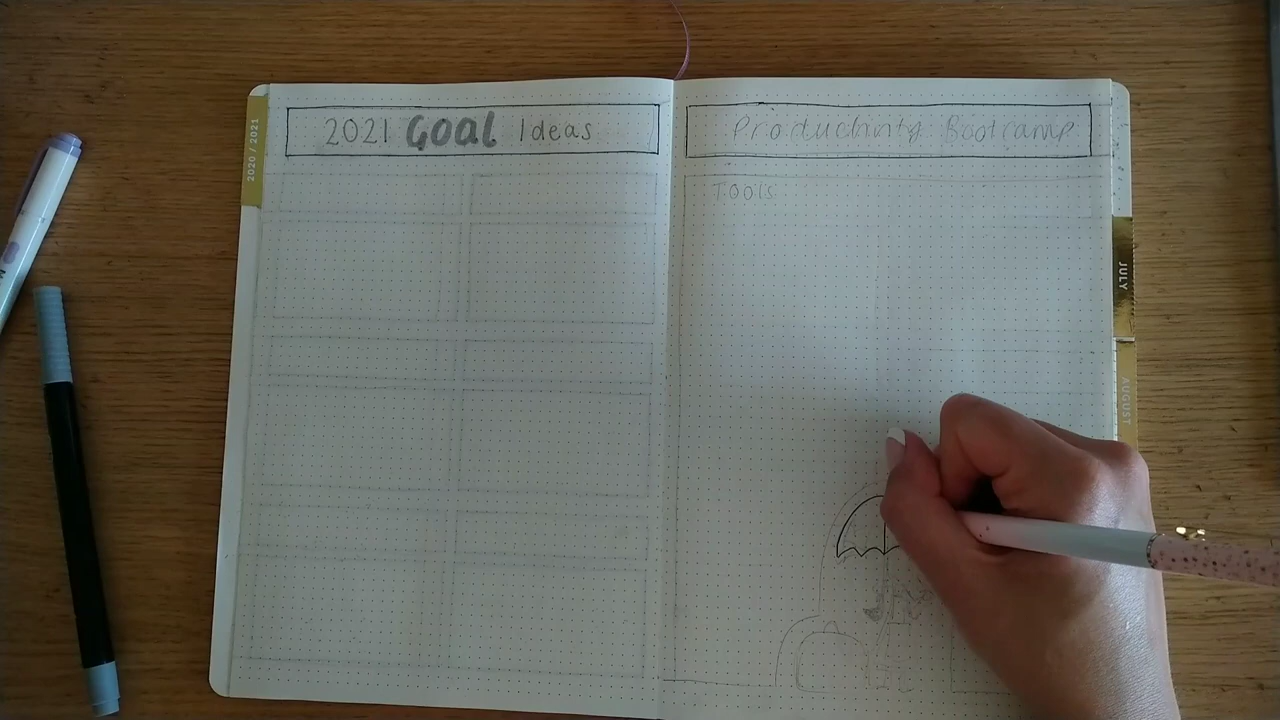 2020 / 2021
2021 GOAL Ideas
Productivity Bootcamp
TOOlS
JULY
AUGUST